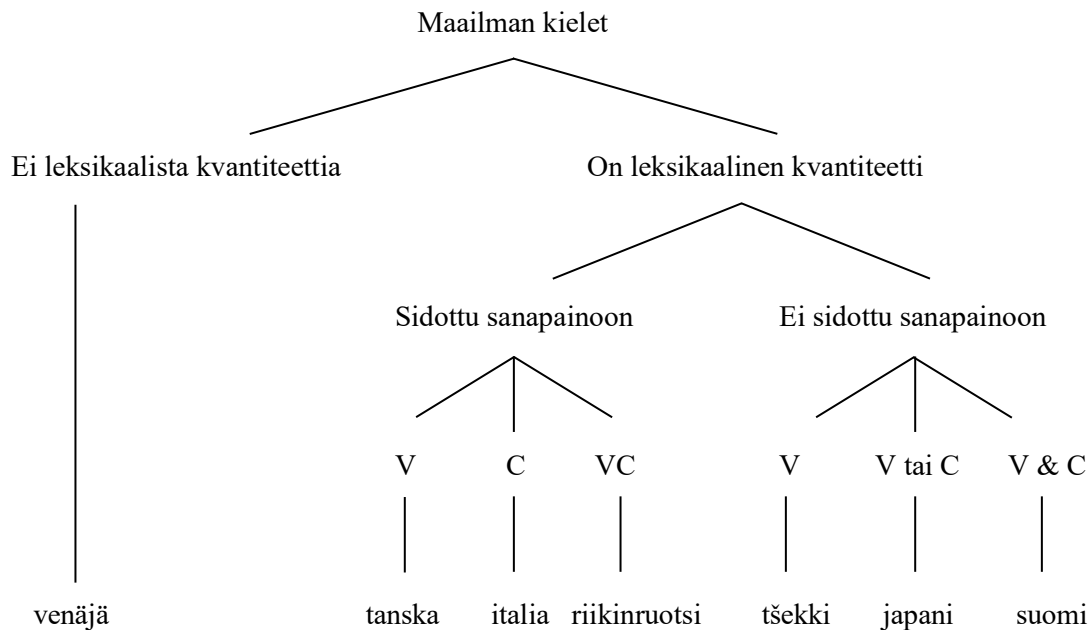 Maailman kielet
Ei leksikaalista kvantiteettia
On leksikaalinen kvantiteetti
Sidottu sanapainoon
Ei sidottu sanapainoon
V
C
VC
V
V tai C
V & C
venäjä
tanska
italia
riikinruotsi
tšekki
japani
suomi